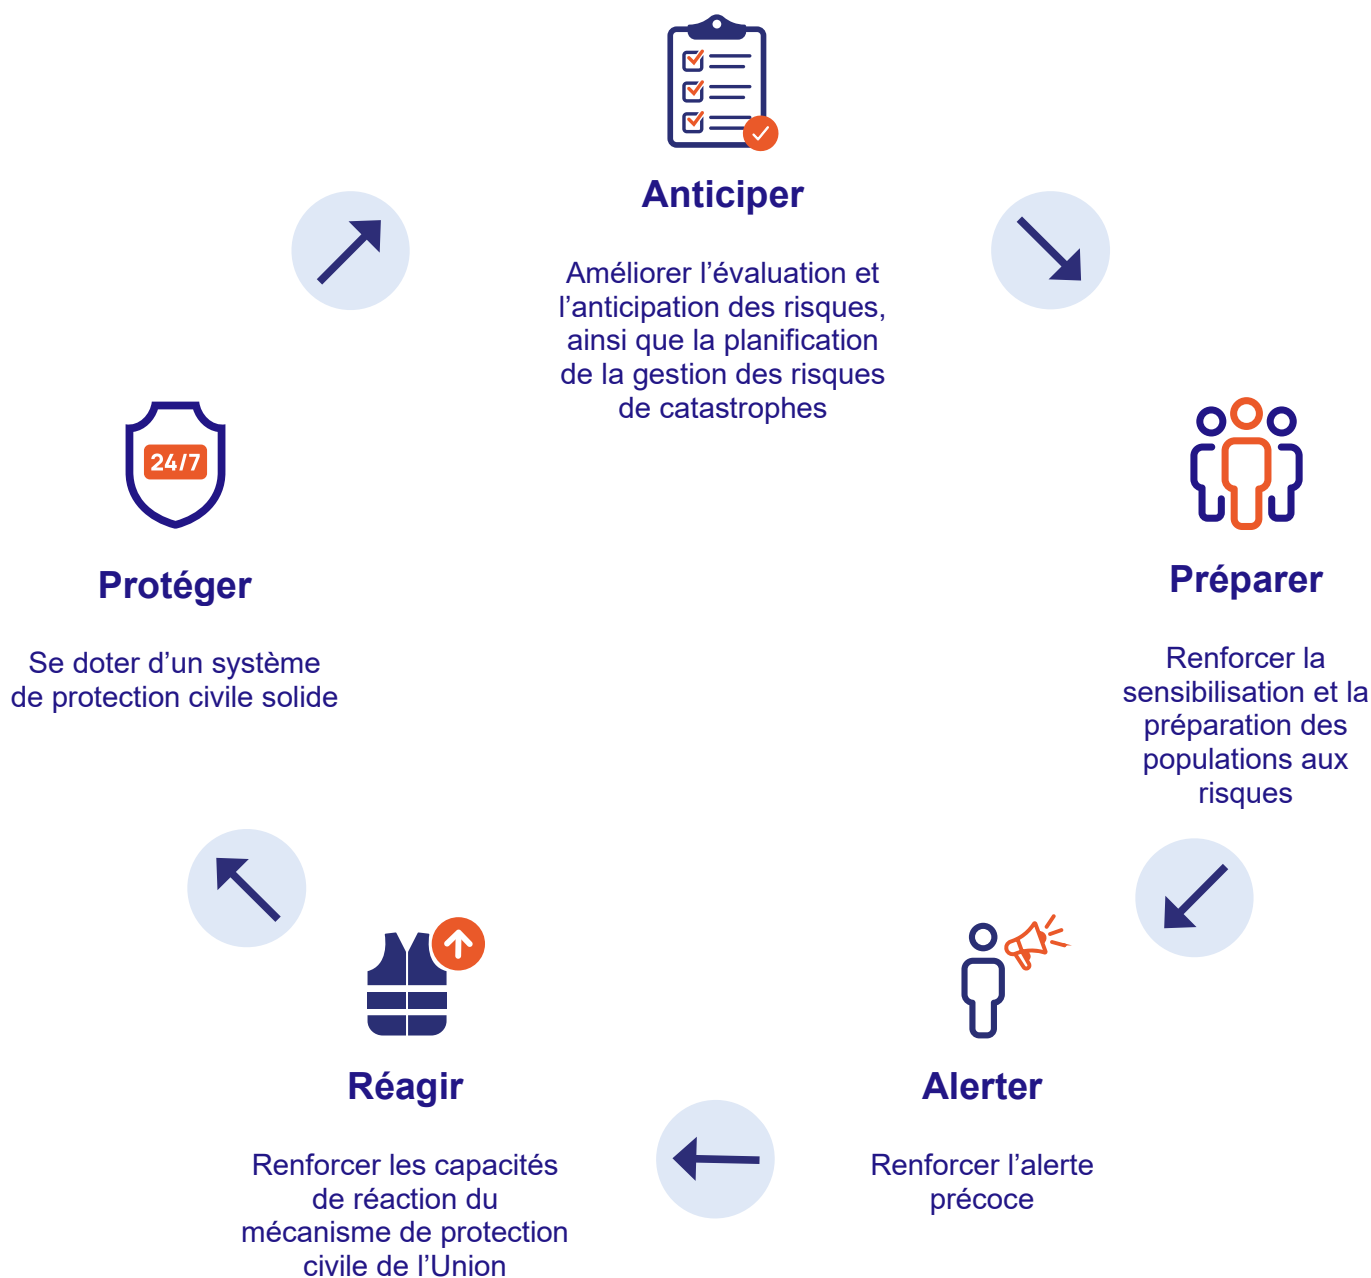 Anticiper
Améliorer l’évaluation et
l’anticipation des risques,
ainsi que la planification
de la gestion des risques
de catastrophes
Préparer
Renforcer la
sensibilisation et la
préparation des
populations aux
risques
Alerter
Renforcer l’alerte
précoce
Réagir
Renforcer les capacités
de réaction du
mécanisme de protection
civile de l’Union
24/7
Protéger
Se doter d’un système
de protection civile solide